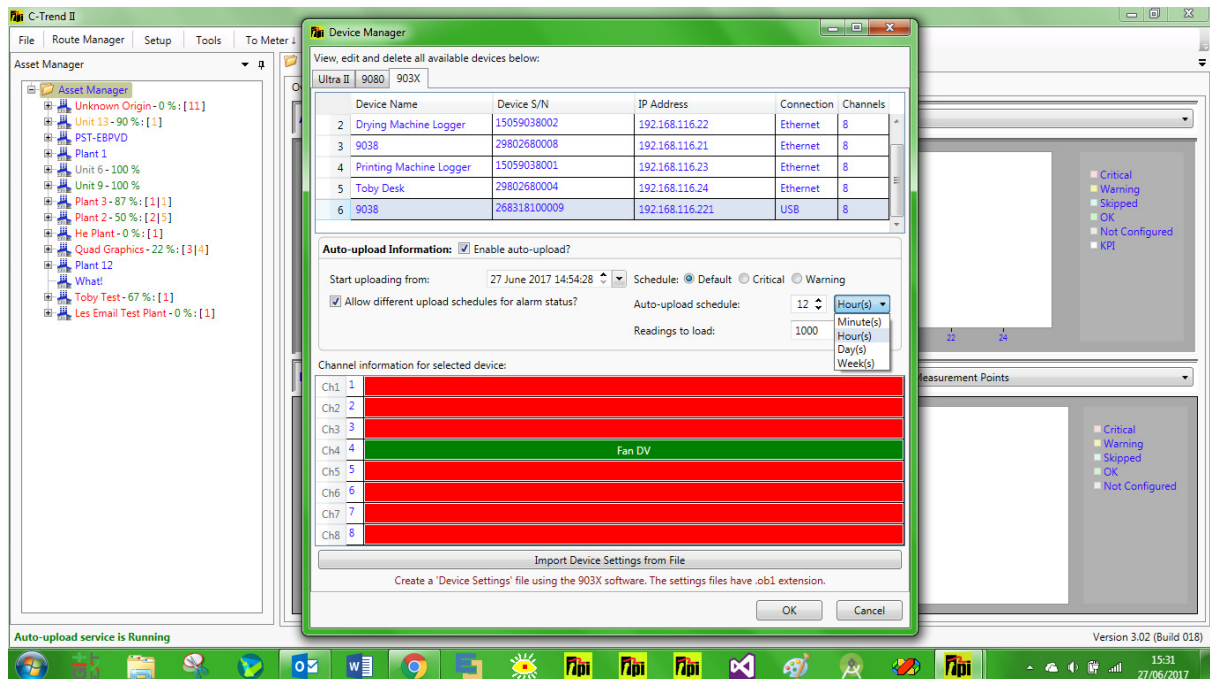 C-Trend II
File Route Manager Setup Tools To Meter
Asset Manager
Asset Manager
Unknown Origin - 0 % : [11]
Unit 13 - 90 % : [1]
PST-EBPVD
Plant 1
Unit 6 - 100 %
Unit 9 - 100 %
Plant 3 - 87 % : [1|1]
Plant 2 - 50 % : [2|5]
He Plant - 0 % : [1]
Quad Graphics - 22 % : [3|4]
Plant 12
What!
Toby Test - 67 % : [1]
Les Email Test Plant - 0 % : [1]
Device Manager
View, edit and delete all available devices below:
Ultra II 9080 903X
Device Name Device S/N IP Address Connection Channels
2 Drying Machine Logger 15059038002 192.168.116.22 Ethernet 8
3 9038 29802680008 192.168.116.21 Ethernet 8
4 Printing Machine Logger 15059038001 192.168.116.23 Ethernet 8
5 Toby Desk 29802680004 192.168.116.24 Ethernet 8
6 9038 268318100009 192.168.116.221 USB 8
Auto-upload Information: Enable auto-upload?
Start uploading from: 27 June 2017 14:54:28 Schedule: Default Critical Warning
Allow different upload schedules for alarm status? Auto-upload schedule: 12 Hour(s)
Minute(s)
Hour(s)
Day(s)
Week(s)
Readings to load: 1000
Channel information for selected device:
Ch1 1
Ch2 2
Ch3 3
Ch4 4 Fan DV
Ch5 5
Ch6 6
Ch7 7
Ch8 8
Import Device Settings from File
Create a 'Device Settings' file using the 903X software. The settings files have .ob1 extension.
OK Cancel
Critical
Warning
Skipped
OK
Not Configured
KPI
22 24
Measurement Points
Critical
Warning
Skipped
OK
Not Configured
Auto-upload service is Running
Version 3.02 (Build 018)
15:31
27/06/2017